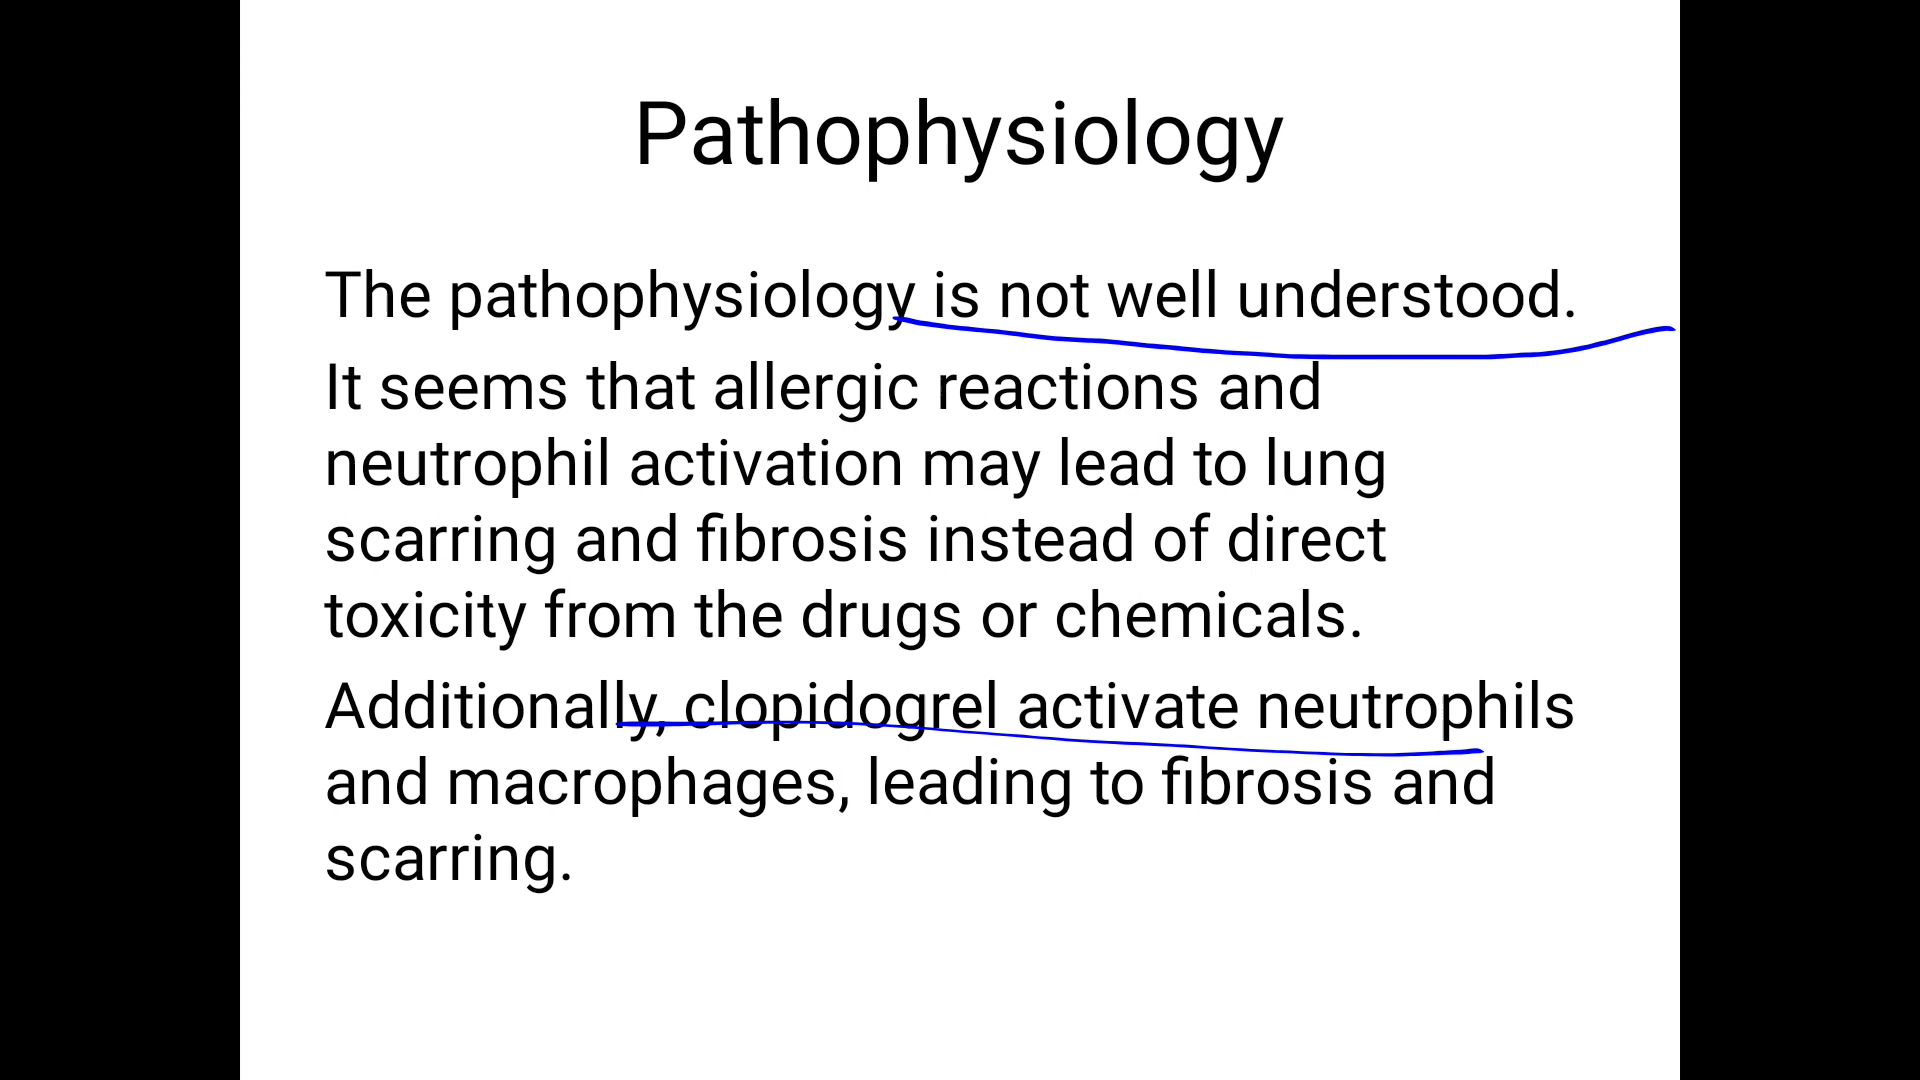 Pathophysiology
The pathophysiology is not well understood.
It seems that allergic reactions and
neutrophil activation may lead to lung
scarring and fibrosis instead of direct
toxicity from the drugs or chemicals.
Additionally, clopidogrel activate neutrophils
and macrophages, leading to fibrosis and
scarring.